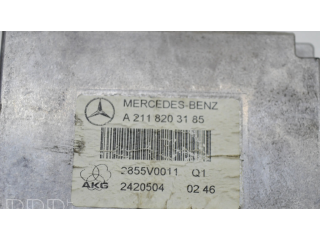 MERCEDES-BENZ
A 211 820 31 85
2855V0011 Q1
AKG
2420504 02 46